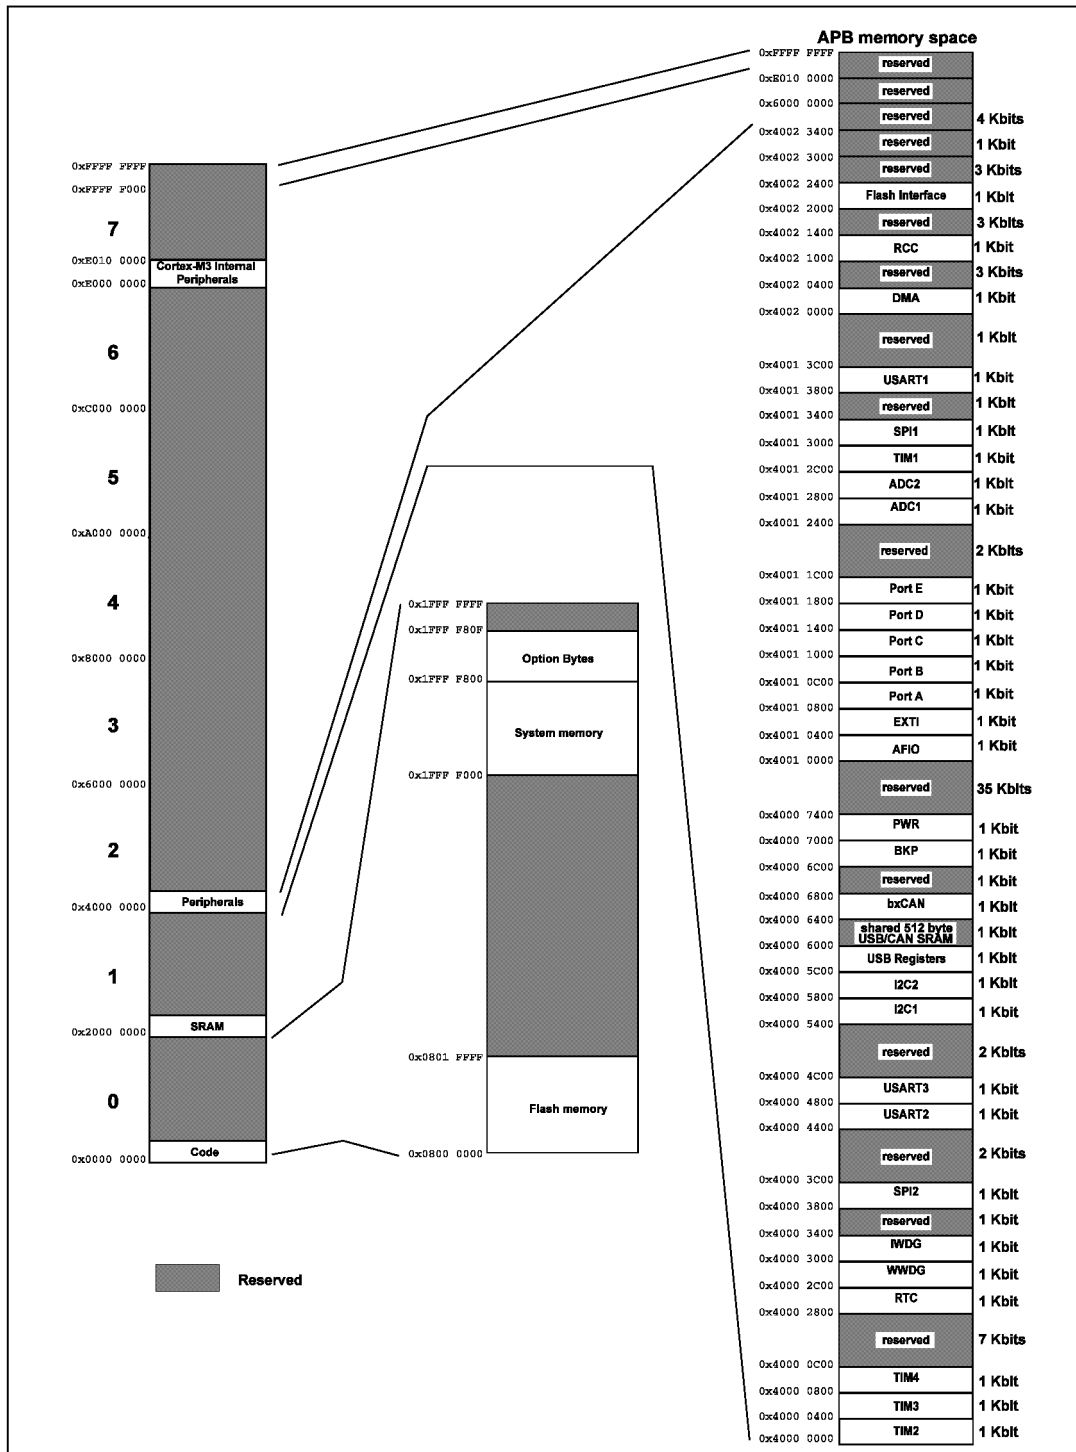 APB memory space
0xFFFF FFFF
reserved
0xE010 0000
reserved
0x6000 0000
reserved
4 Kbits
0x4002 3400
reserved
1 Kbit
0x4002 3000
reserved
3 Kbits
0x4002 2400
Flash Interface
1 Kbit
0x4002 2000
reserved
3 Kbits
0x4002 1400
RCC
1 Kbit
0x4002 1000
reserved
3 Kbits
0x4002 0400
DMA
1 Kbit
0x4002 0000
reserved
1 Kbit
0x4001 3C00
USART1
1 Kbit
0x4001 3800
reserved
1 Kbit
0x4001 3400
SPI1
1 Kbit
0x4001 3000
TIM1
1 Kbit
0x4001 2C00
ADC2
1 Kbit
0x4001 2800
ADC1
1 Kbit
0x4001 2400
reserved
2 Kbits
0x4001 1C00
Port E
1 Kbit
0x4001 1800
Port D
1 Kbit
0x4001 1400
Port C
1 Kbit
0x4001 1000
Port B
1 Kbit
0x4001 0C00
Port A
1 Kbit
0x4001 0800
EXTI
1 Kbit
0x4001 0400
AFIO
1 Kbit
0x4001 0000
reserved
35 Kbits
0x4000 7400
PWR
1 Kbit
0x4000 7000
BKP
1 Kbit
0x4000 6C00
reserved
1 Kbit
0x4000 6800
bxCAN
1 Kbit
0x4000 6400
shared 512 byte
USB/CAN SRAM
1 Kbit
0x4000 6000
USB Registers
1 Kbit
0x4000 5C00
I2C2
1 Kbit
0x4000 5800
I2C1
1 Kbit
0x4000 5400
reserved
2 Kbits
0x4000 4C00
USART3
1 Kbit
0x4000 4800
USART2
1 Kbit
0x4000 4400
reserved
2 Kbits
0x4000 3C00
SPI2
1 Kbit
0x4000 3800
reserved
1 Kbit
0x4000 3400
IWDG
1 Kbit
0x4000 3000
WWDG
1 Kbit
0x4000 2C00
RTC
1 Kbit
0x4000 2800
reserved
7 Kbits
0x4000 0C00
TIM4
1 Kbit
0x4000 0800
TIM3
1 Kbit
0x4000 0400
TIM2
1 Kbit
0x4000 0000
0xFFFF FFFF
0xFFFF F000
7
0xE010 0000
Cortex-M3 Internal
Peripherals
0xE000 0000
6
0xC000 0000
5
0xA000 0000
4
0x8000 0000
3
0x6000 0000
2
Peripherals
0x4000 0000
1
SRAM
0x2000 0000
0
Code
0x0000 0000
0x1FFF FFFF
0x1FFF F80F
Option Bytes
0x1FFF F800
System memory
0x1FFF F000
0x0801 FFFF
Flash memory
0x0800 0000
Reserved